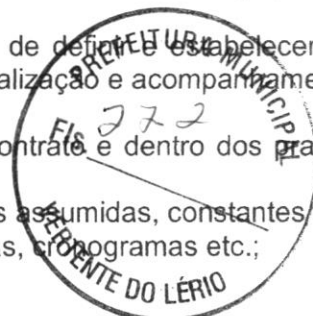 de definir e estabelecer
PREFEITURA MUNICIPAL
alização e acompanhame
Fls. 272
ontrato e dentro dos pra
s assumidas, constantes
as, cronogramas etc.;
VERTENTE DO LÉRIO